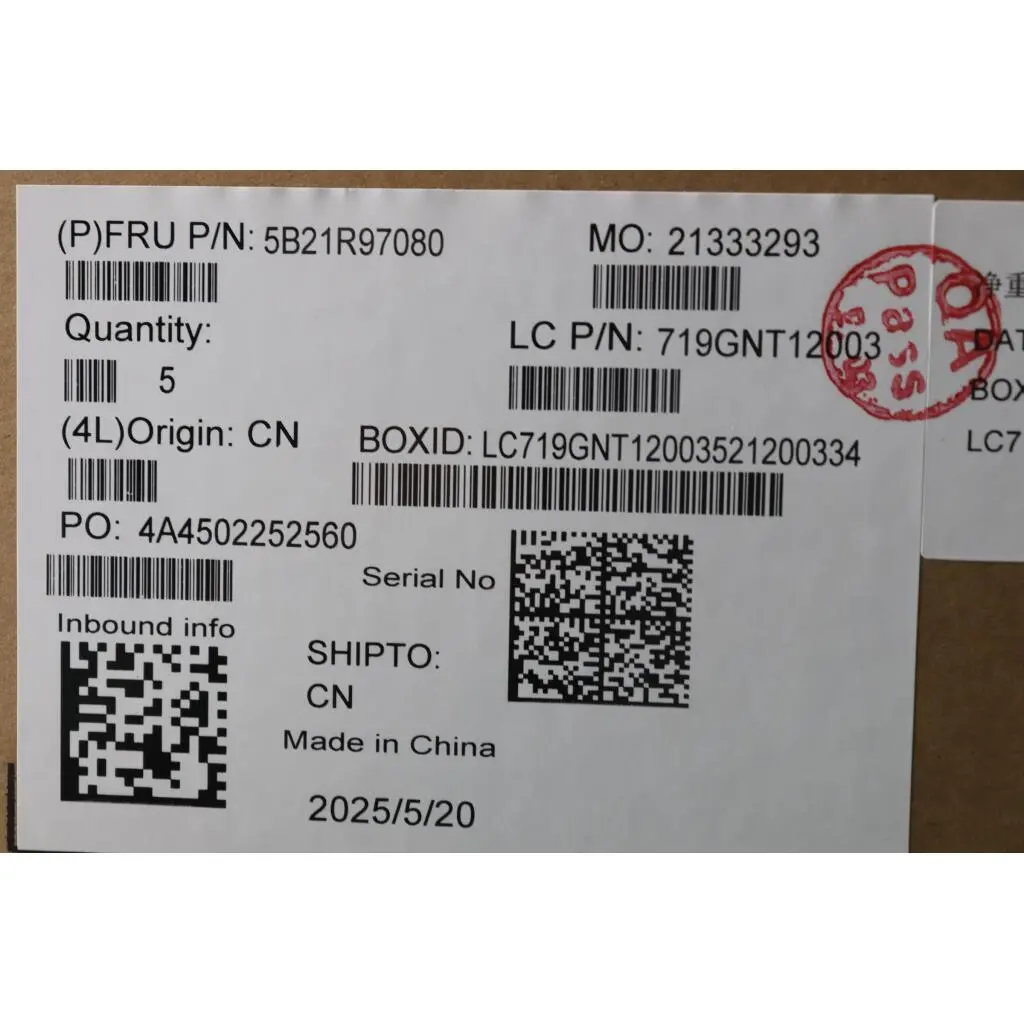 (P)FRU P/N: 5B21R97080
MO: 21333293
Quantity:
5
LC P/N: 719GNT12003
(4L)Origin: CN
BOXID: LC719GNT12003521200334
PO: 4A4502252560
Serial No
Inbound info
SHIPTO:
CN
Made in China
2025/5/20
QA
Pass
净重
DAT
BOX
LC7